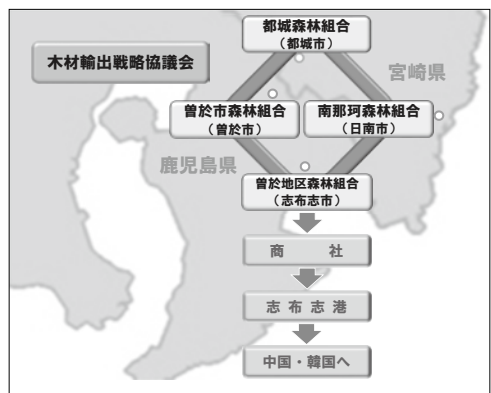 都城森林組合
(都城市)
木材輸出戦略協議会
宮崎県
曽於市森林組合
(曽於市)
南那珂森林組合
(日南市)
鹿児島県
曽於地区森林組合
(志布志市)
商 社
志布志港
中国・韓国へ